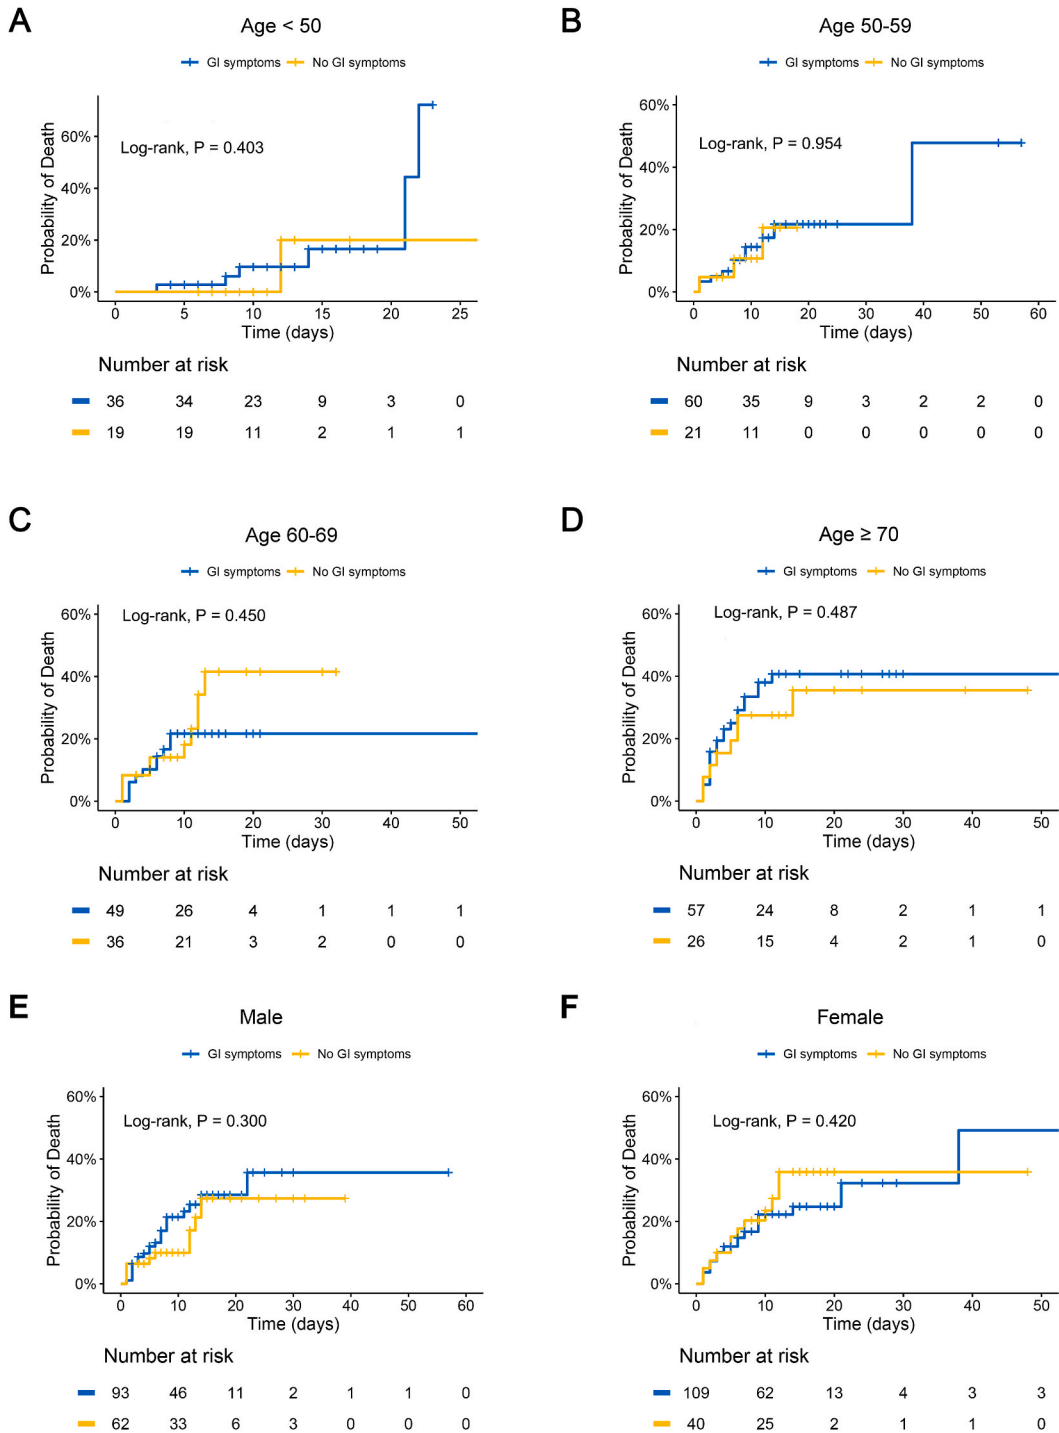 A
Age < 50
GI symptoms No GI symptoms
Probability of Death
60%
40%
20%
0%
Log-rank, P = 0.403
0 5 10 15 20 25
Time (days)
Number at risk
36 34 23 9 3 0
19 19 11 2 1 1
B
Age 50-59
GI symptoms No GI symptoms
Probability of Death
60%
40%
20%
0%
Log-rank, P = 0.954
0 10 20 30 40 50 60
Time (days)
Number at risk
60 35 9 3 2 2 0
21 11 0 0 0 0 0
C
Age 60-69
GI symptoms No GI symptoms
Probability of Death
60%
40%
20%
0%
Log-rank, P = 0.450
0 10 20 30 40 50
Time (days)
Number at risk
49 26 4 1 1 1
36 21 3 2 0 0
D
Age ≥ 70
GI symptoms No GI symptoms
Probability of Death
60%
40%
20%
0%
Log-rank, P = 0.487
0 10 20 30 40 50
Time (days)
Number at risk
57 24 8 2 1 1
26 15 4 2 1 0
E
Male
GI symptoms No GI symptoms
Probability of Death
60%
40%
20%
0%
Log-rank, P = 0.300
0 10 20 30 40 50 60
Time (days)
Number at risk
93 46 11 2 1 1 0
62 33 6 3 0 0 0
F
Female
GI symptoms No GI symptoms
Probability of Death
60%
40%
20%
0%
Log-rank, P = 0.420
0 10 20 30 40 50
Time (days)
Number at risk
109 62 13 4 3 3
40 25 2 1 1 0